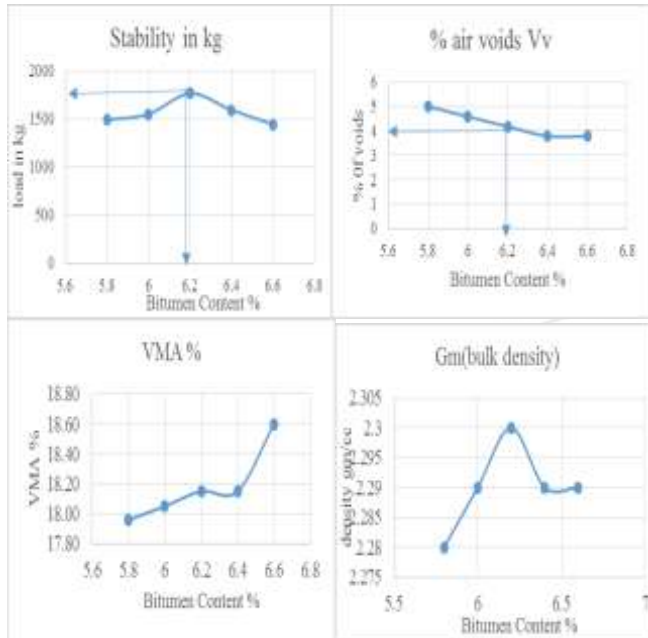 Stability in kg
2000
1500
1000
500
0
load in kg
5.6 5.8 6 6.2 6.4 6.6 6.8
Bitumen Content %
% air voids Vv
6
5
4
3
2
1
0
% Of voids
5.6 5.8 6 6.2 6.4 6.6 6.8
Bitumen Content %
VMA %
18.80
18.60
18.40
18.20
18.00
17.80
VMA %
5.6 5.8 6 6.2 6.4 6.6 6.8
Bitumen Content %
Gm(bulk density)
2.305
2.3
2.295
2.29
2.285
2.28
2.275
density gm/cc
5.5 6 6.5 7
Bitumen Content %